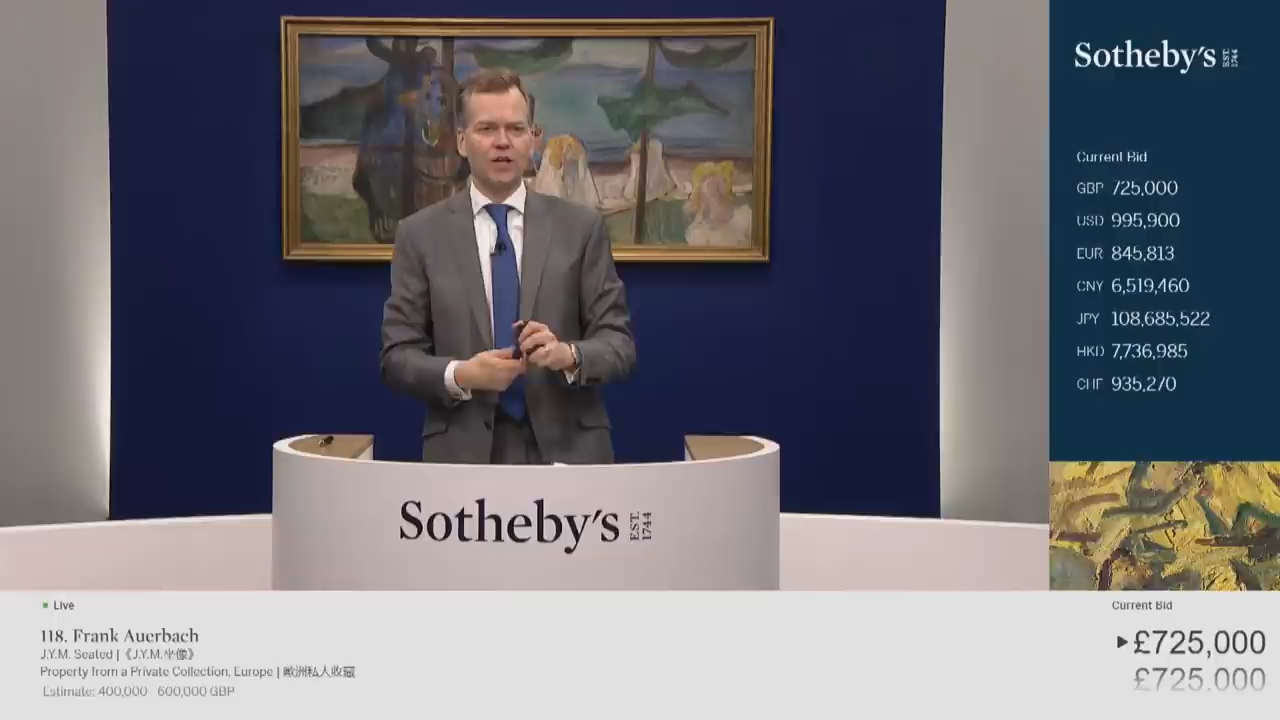 Sotheby's EST. 1744
Current Bid
GBP 725,000
USD 995,900
EUR 845,813
CNY 6,519,460
JPY 108,685,522
HKD 7,736,985
CHF 935,270
Sotheby's EST. 1744
Live
118. Frank Auerbach
J.Y.M. Seated | 《J.Y.M.坐像》
Property from a Private Collection, Europe | 歐洲私人收藏
Estimate: 400,000 600,000 GBP
Current Bid
£725,000
£725,000